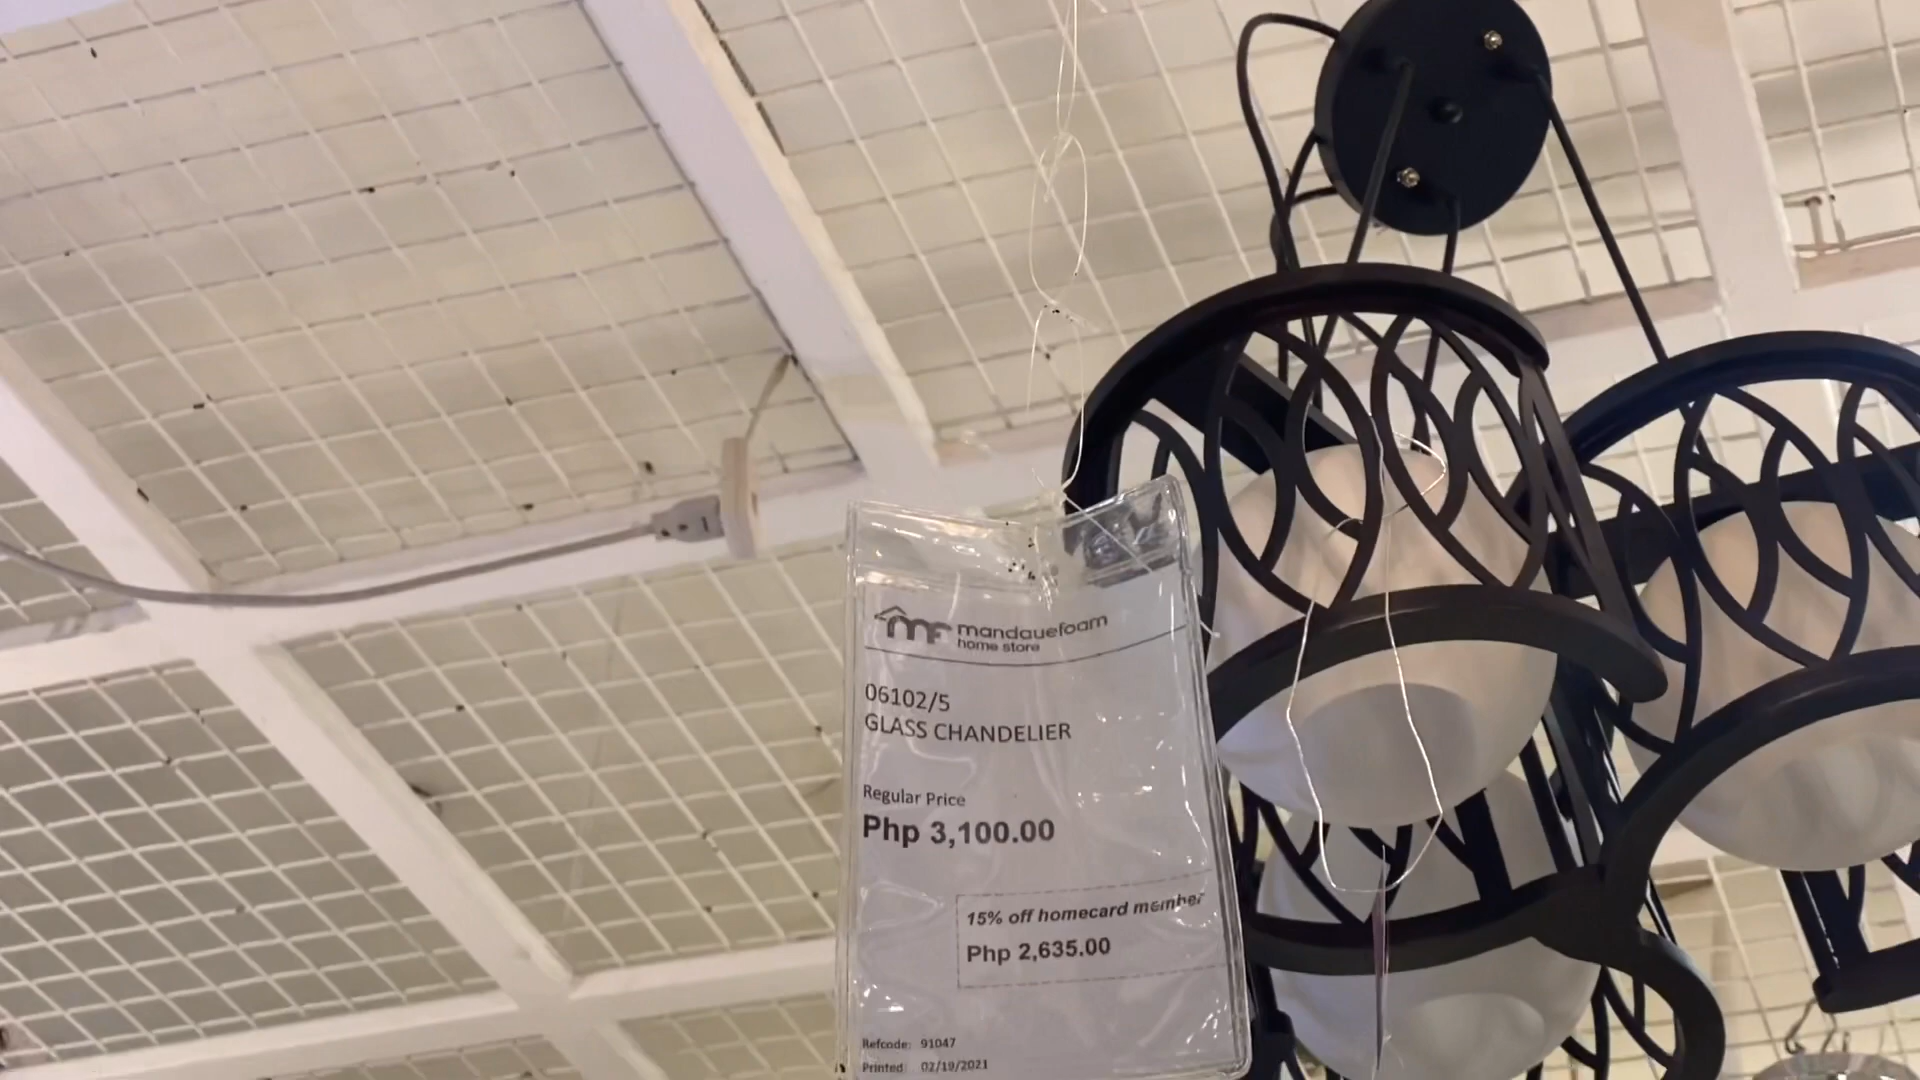 mandauefoam
home store
06102/5
GLASS CHANDELIER
Regular Price
Php 3,100.00
15% off homecard member
Php 2,635.00
Refcode: 91047
Printed: 02/19/2021